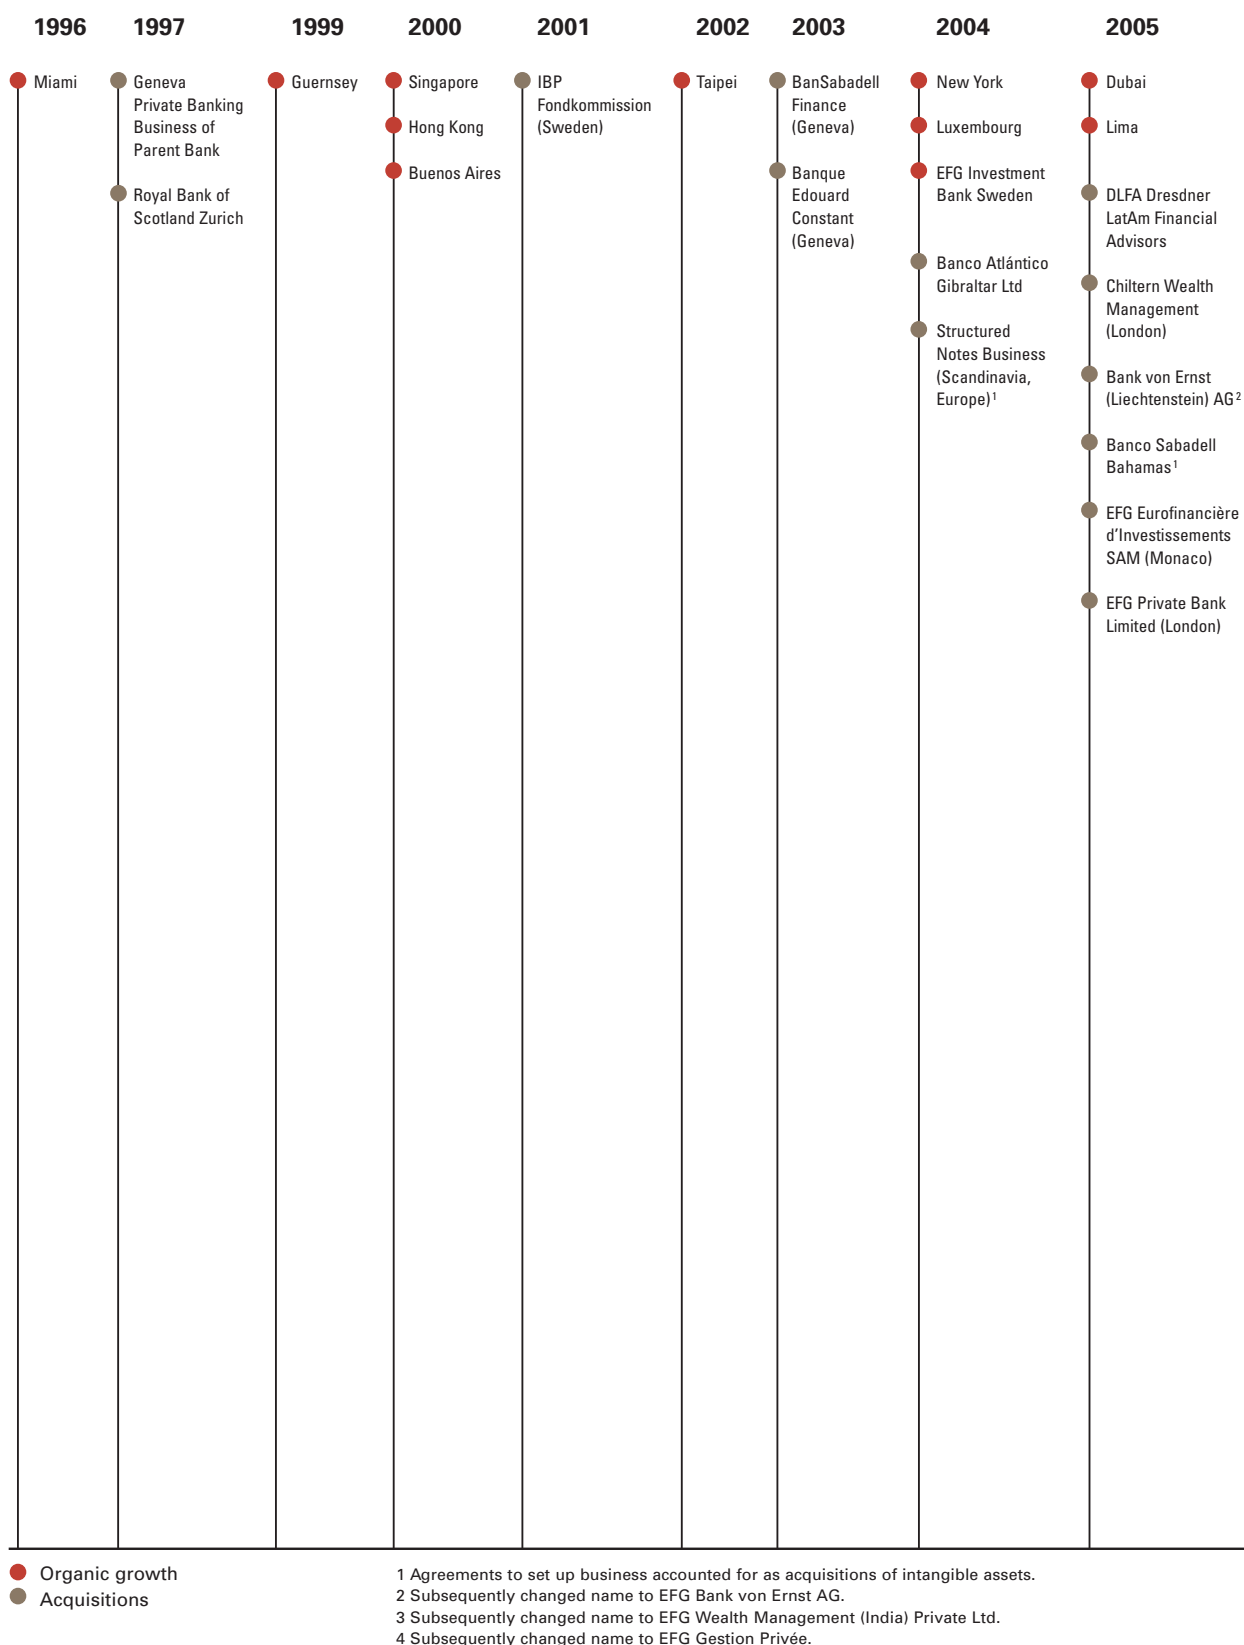 1996
Miami
1997
Geneva
Private Banking
Business of
Parent Bank
Royal Bank of
Scotland Zurich
1999
Guernsey
2000
Singapore
Hong Kong
Buenos Aires
2001
IBP
Fondkommission
(Sweden)
2002
Taipei
2003
BanSabadell
Finance
(Geneva)
Banque
Edouard
Constant
(Geneva)
2004
New York
Luxembourg
EFG Investment
Bank Sweden
Banco Atlántico
Gibraltar Ltd
Structured
Notes Business
(Scandinavia,
Europe)1
2005
Dubai
Lima
DLFA Dresdner
LatAm Financial
Advisors
Chiltern Wealth
Management
(London)
Bank von Ernst
(Liechtenstein) AG2
Banco Sabadell
Bahamas1
EFG Eurofinancière
d'Investissements
SAM (Monaco)
EFG Private Bank
Limited (London)
Organic growth
Acquisitions
1 Agreements to set up business accounted for as acquisitions of intangible assets.
2 Subsequently changed name to EFG Bank von Ernst AG.
3 Subsequently changed name to EFG Wealth Management (India) Private Ltd.
4 Subsequently changed name to EFG Gestion Privée.